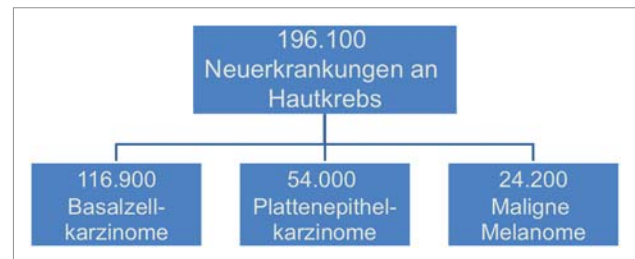 196.100
Neuerkrankungen an
Hautkrebs
116.900
Basalzell-
karzinome
54.000
Plattenepithel-
karzinome
24.200
Maligne
Melanome